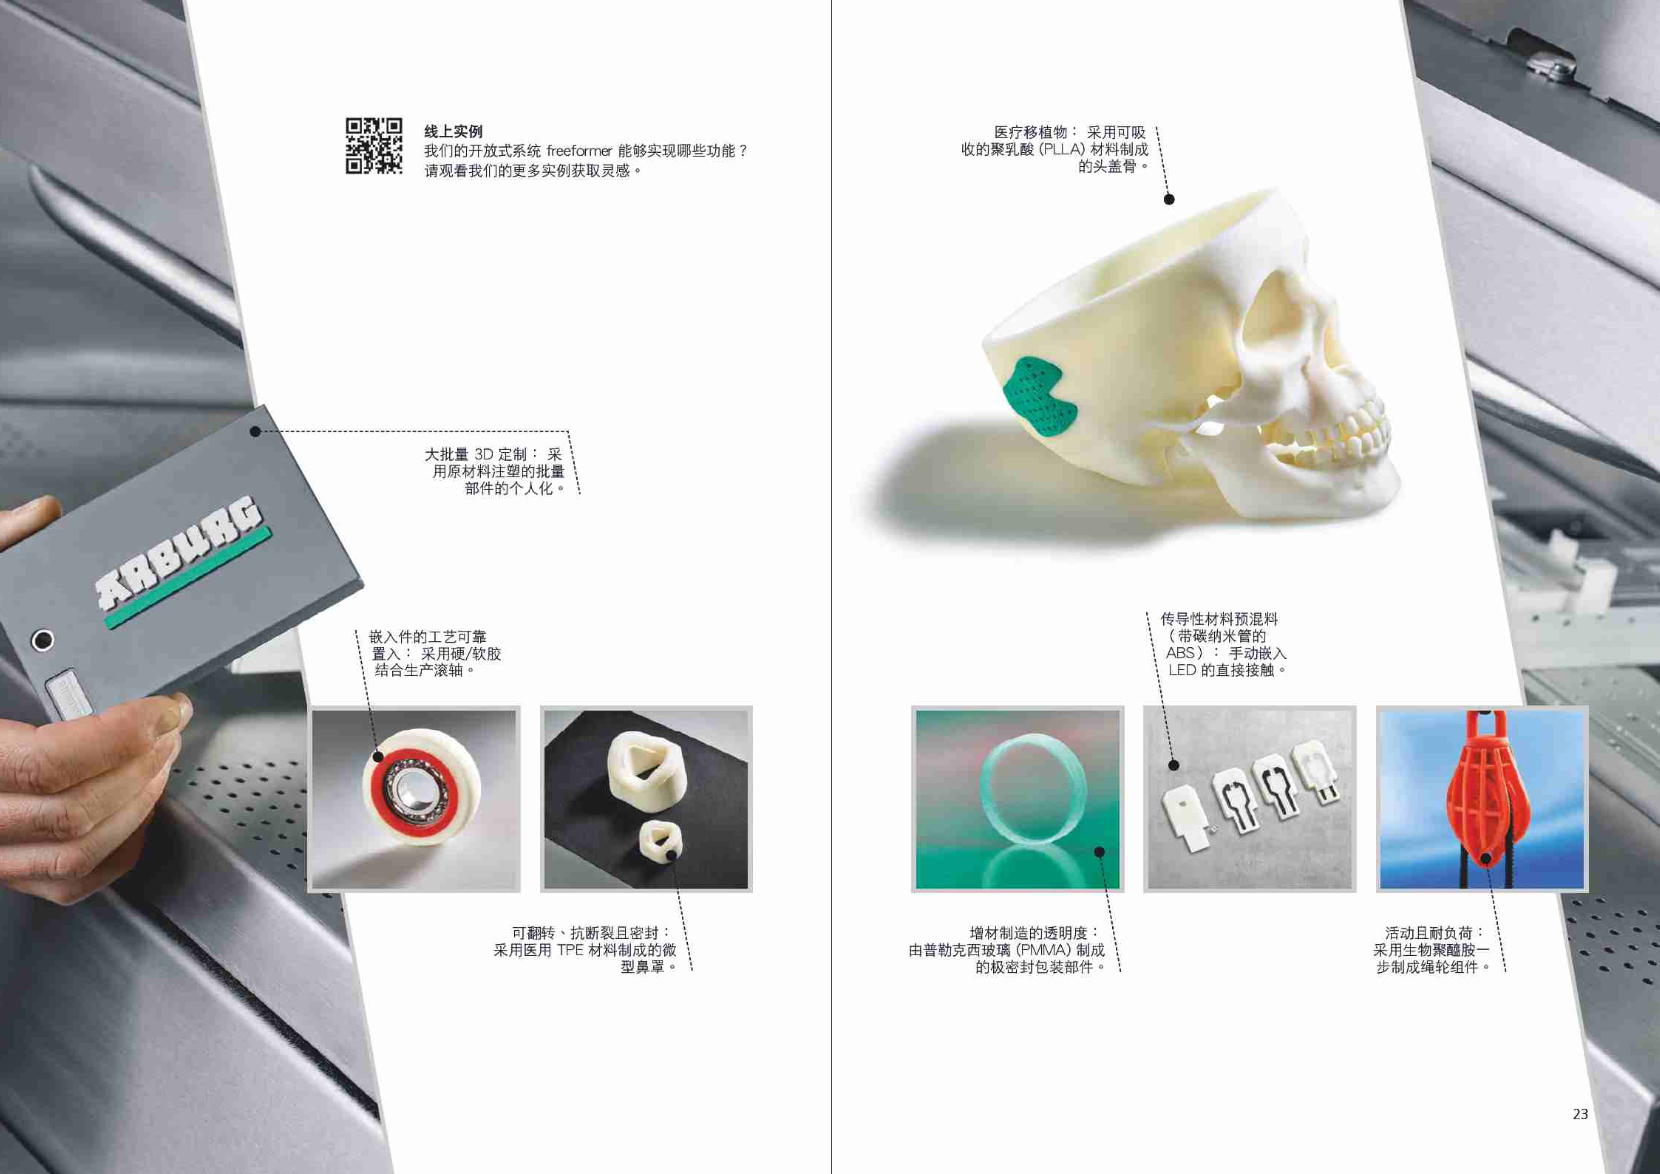 线上实例
我们的开放式系统 freeformer 能够实现哪些功能？
请观看我们的更多实例获取灵感。
大批量 3D 定制： 采
用原材料注塑的批量
部件的个人化。
ARBURG
嵌入件的工艺可靠
置入： 采用硬/软胶
结合生产滚轴。
可翻转、抗断裂且密封：
采用医用 TPE 材料制成的微
型鼻罩。
医疗移植物： 采用可吸
收的聚乳酸 (PLLA) 材料制成
的头盖骨。
传导性材料预混料
（带碳纳米管的
ABS）： 手动嵌入
LED 的直接接触。
增材制造的透明度：
由普勒克西玻璃 (PMMA) 制成
的极密封包装部件。
活动且耐负荷：
采用生物聚醯胺一
步制成绳轮组件。
23